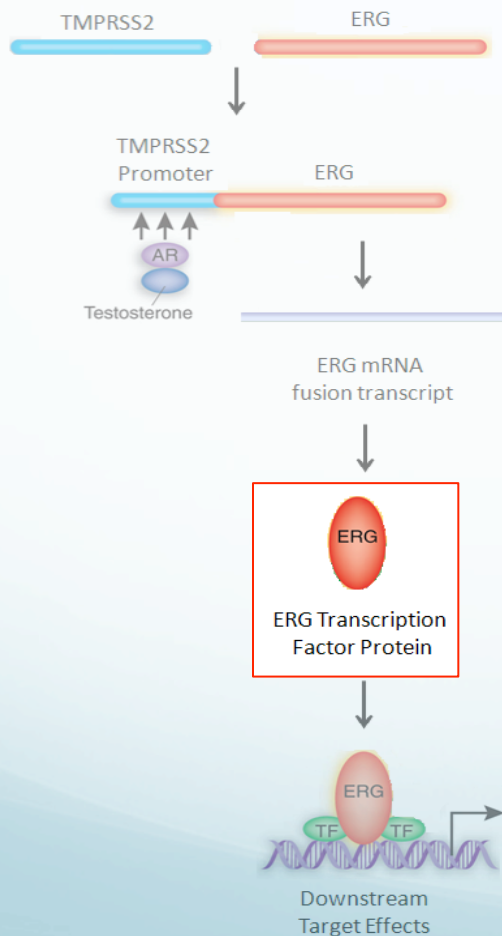 TMPRSS2
ERG
TMPRSS2
Promoter
ERG
AR
Testosterone
ERG mRNA
fusion transcript
ERG
ERG Transcription
Factor Protein
ERG
TF
TF
Downstream
Target Effects